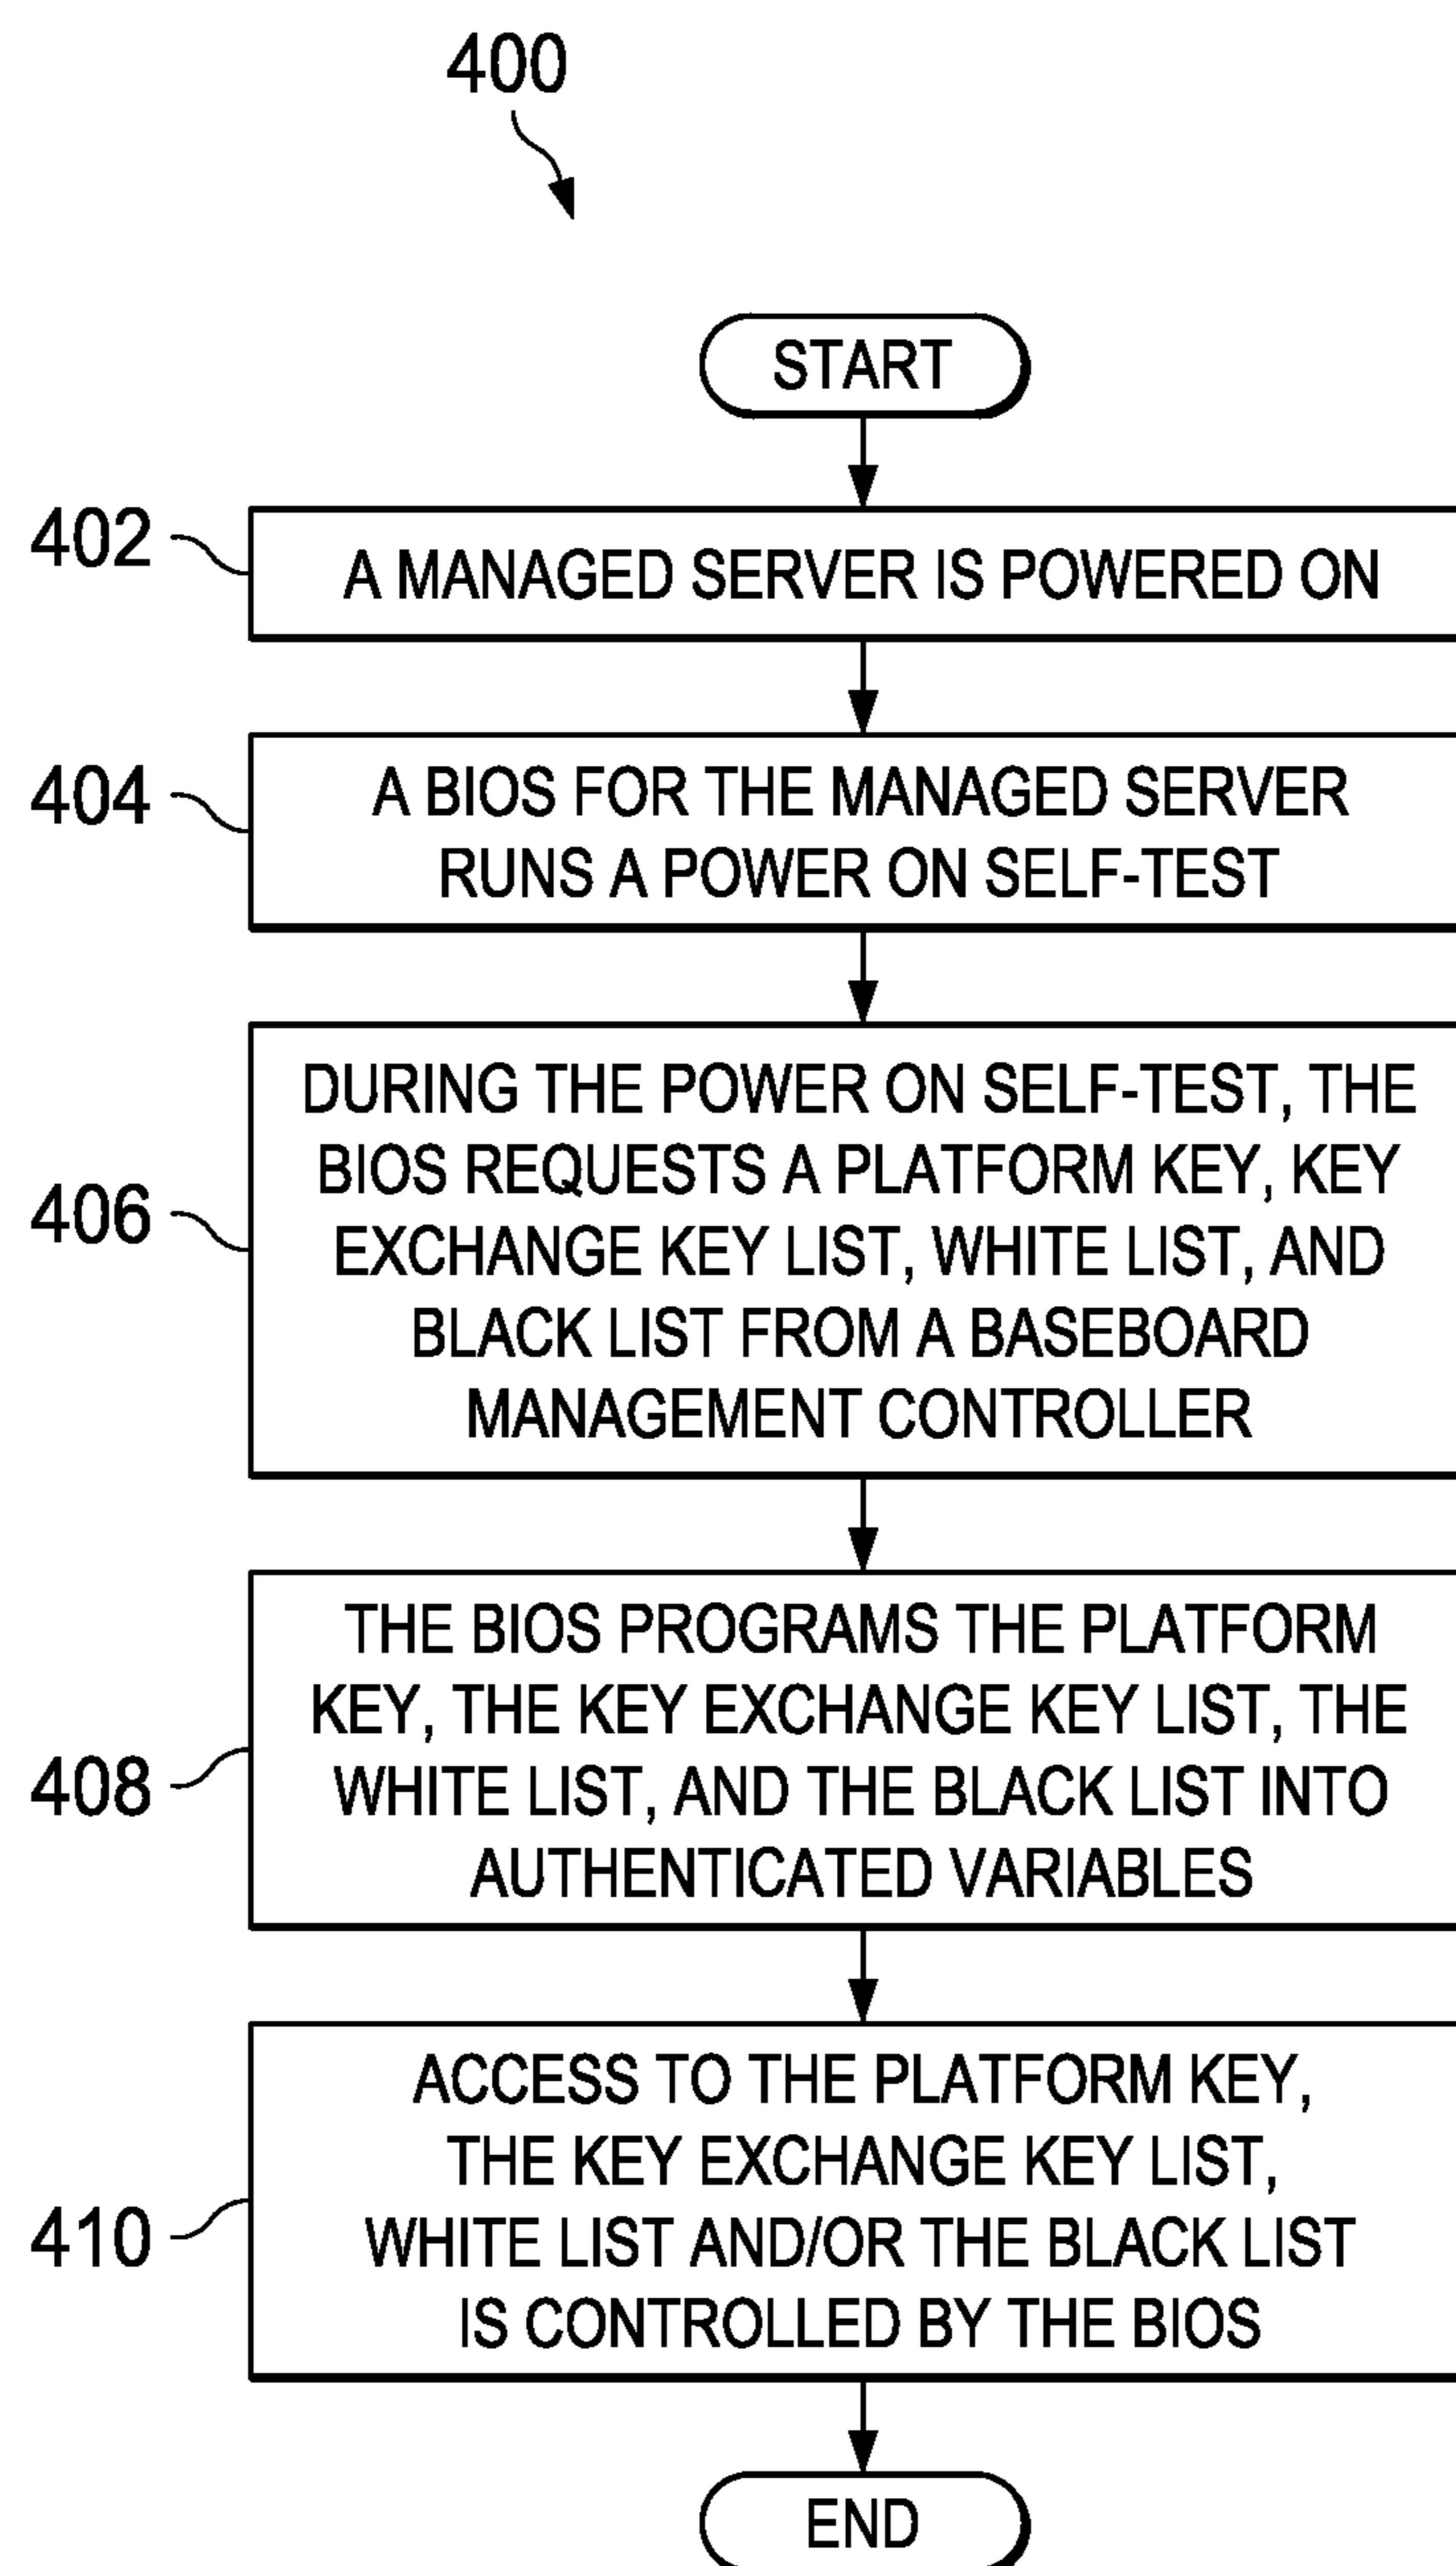 400
START
402
A MANAGED SERVER IS POWERED ON
404
A BIOS FOR THE MANAGED SERVER
RUNS A POWER ON SELF-TEST
406
DURING THE POWER ON SELF-TEST, THE
BIOS REQUESTS A PLATFORM KEY, KEY
EXCHANGE KEY LIST, WHITE LIST, AND
BLACK LIST FROM A BASEBOARD
MANAGEMENT CONTROLLER
408
THE BIOS PROGRAMS THE PLATFORM
KEY, THE KEY EXCHANGE KEY LIST, THE
WHITE LIST, AND THE BLACK LIST INTO
AUTHENTICATED VARIABLES
410
ACCESS TO THE PLATFORM KEY,
THE KEY EXCHANGE KEY LIST,
WHITE LIST AND/OR THE BLACK LIST
IS CONTROLLED BY THE BIOS
END